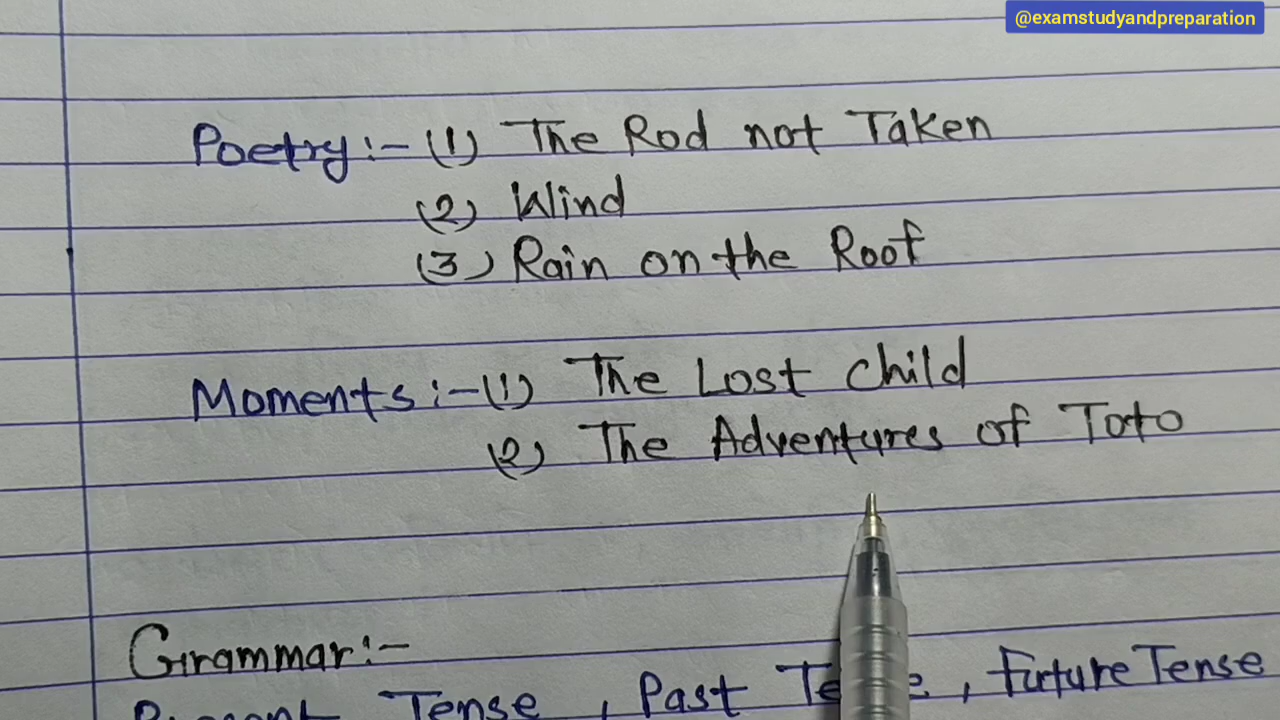 @examstudyandpreparation
Poetry:- (1) The Rod not Taken
(2) Wind
(3) Rain on the Roof
Moments:-(1) The Lost child
(2) The Adventures of Toto
Grammar:-
Present Tense, Past, Future Tense